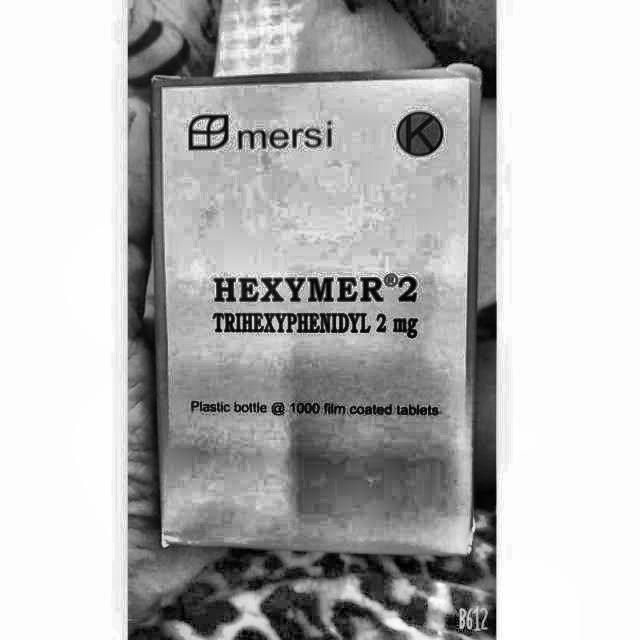 mersi
K
HEXYMER®2
TRIHEXYPHENIDYL 2 mg
Plastic bottle @ 1000 film coated tablets
B612